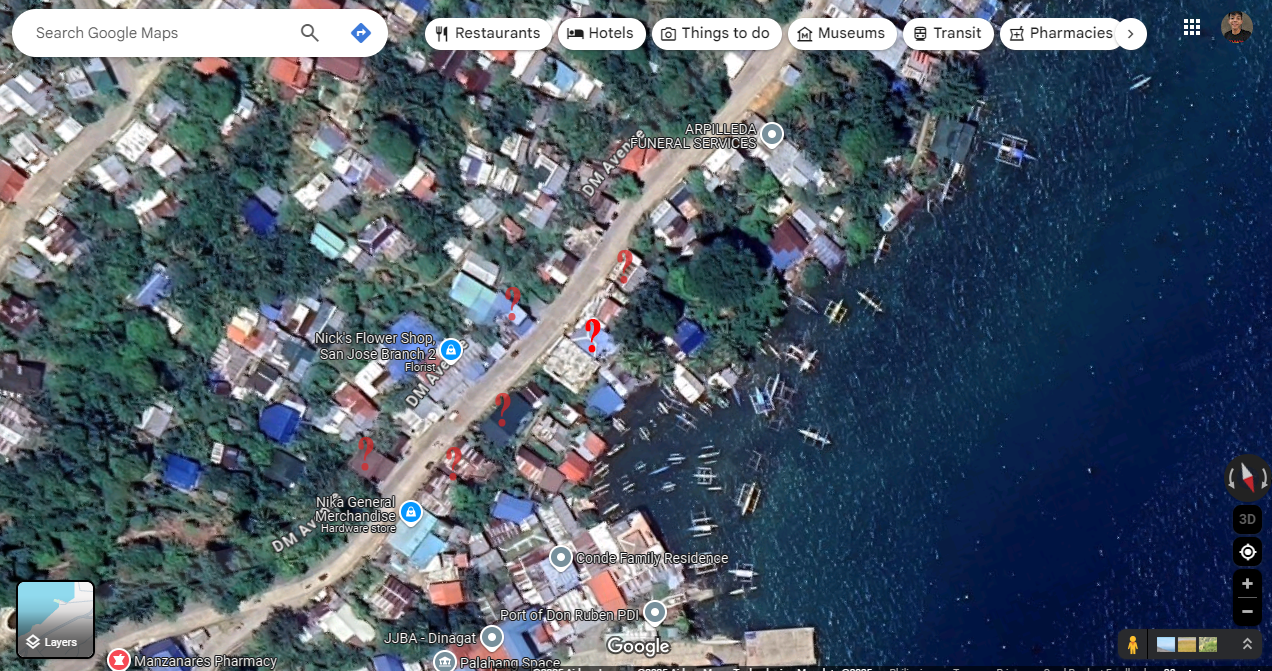 Search Google Maps
Restaurants
Hotels
Things to do
Museums
Transit
Pharmacies
ARPILLEDA
FUNERAL SERVICES
DM Avenue
?
?
?
Nick's Flower Shop,
San Jose Branch 2
Florist
DM Avenue
?
?
?
Nika General
Merchandise
Hardware store
Conde Family Residence
3D
Port of Don Ruben PDI
JJBA - Dinagat
Google
Layers
Manzanares Pharmacy
Palahang Space